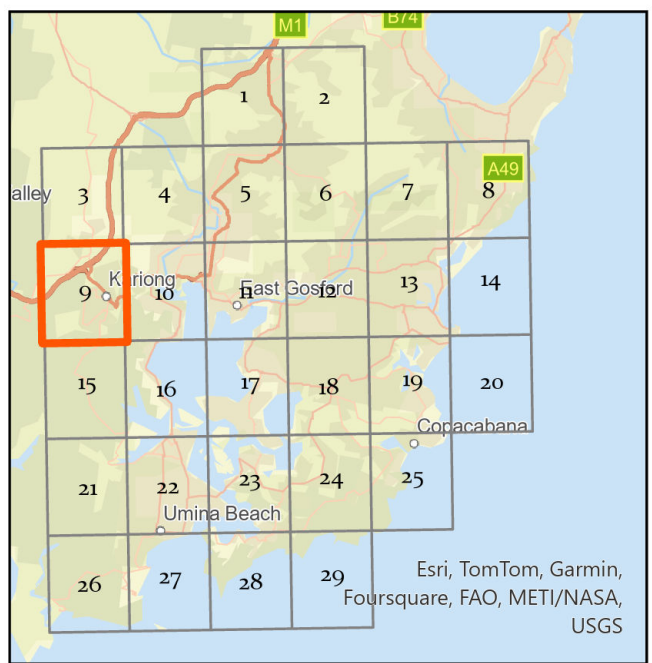 M1
B74
1
2
A49
alley
3
4
5
6
7
8
Kariong
9
10
11
East Gosford
12
13
14
15
16
17
18
19
20
Copacabana
21
22
23
24
25
Umina Beach
26
27
28
29
Esri, TomTom, Garmin,
Foursquare, FAO, METI/NASA,
USGS